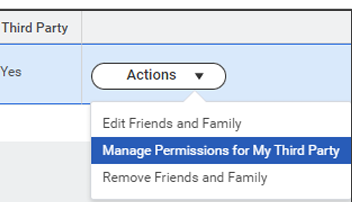 Third Party
Yes
Actions
Edit Friends and Family
Manage Permissions for My Third Party
Remove Friends and Family